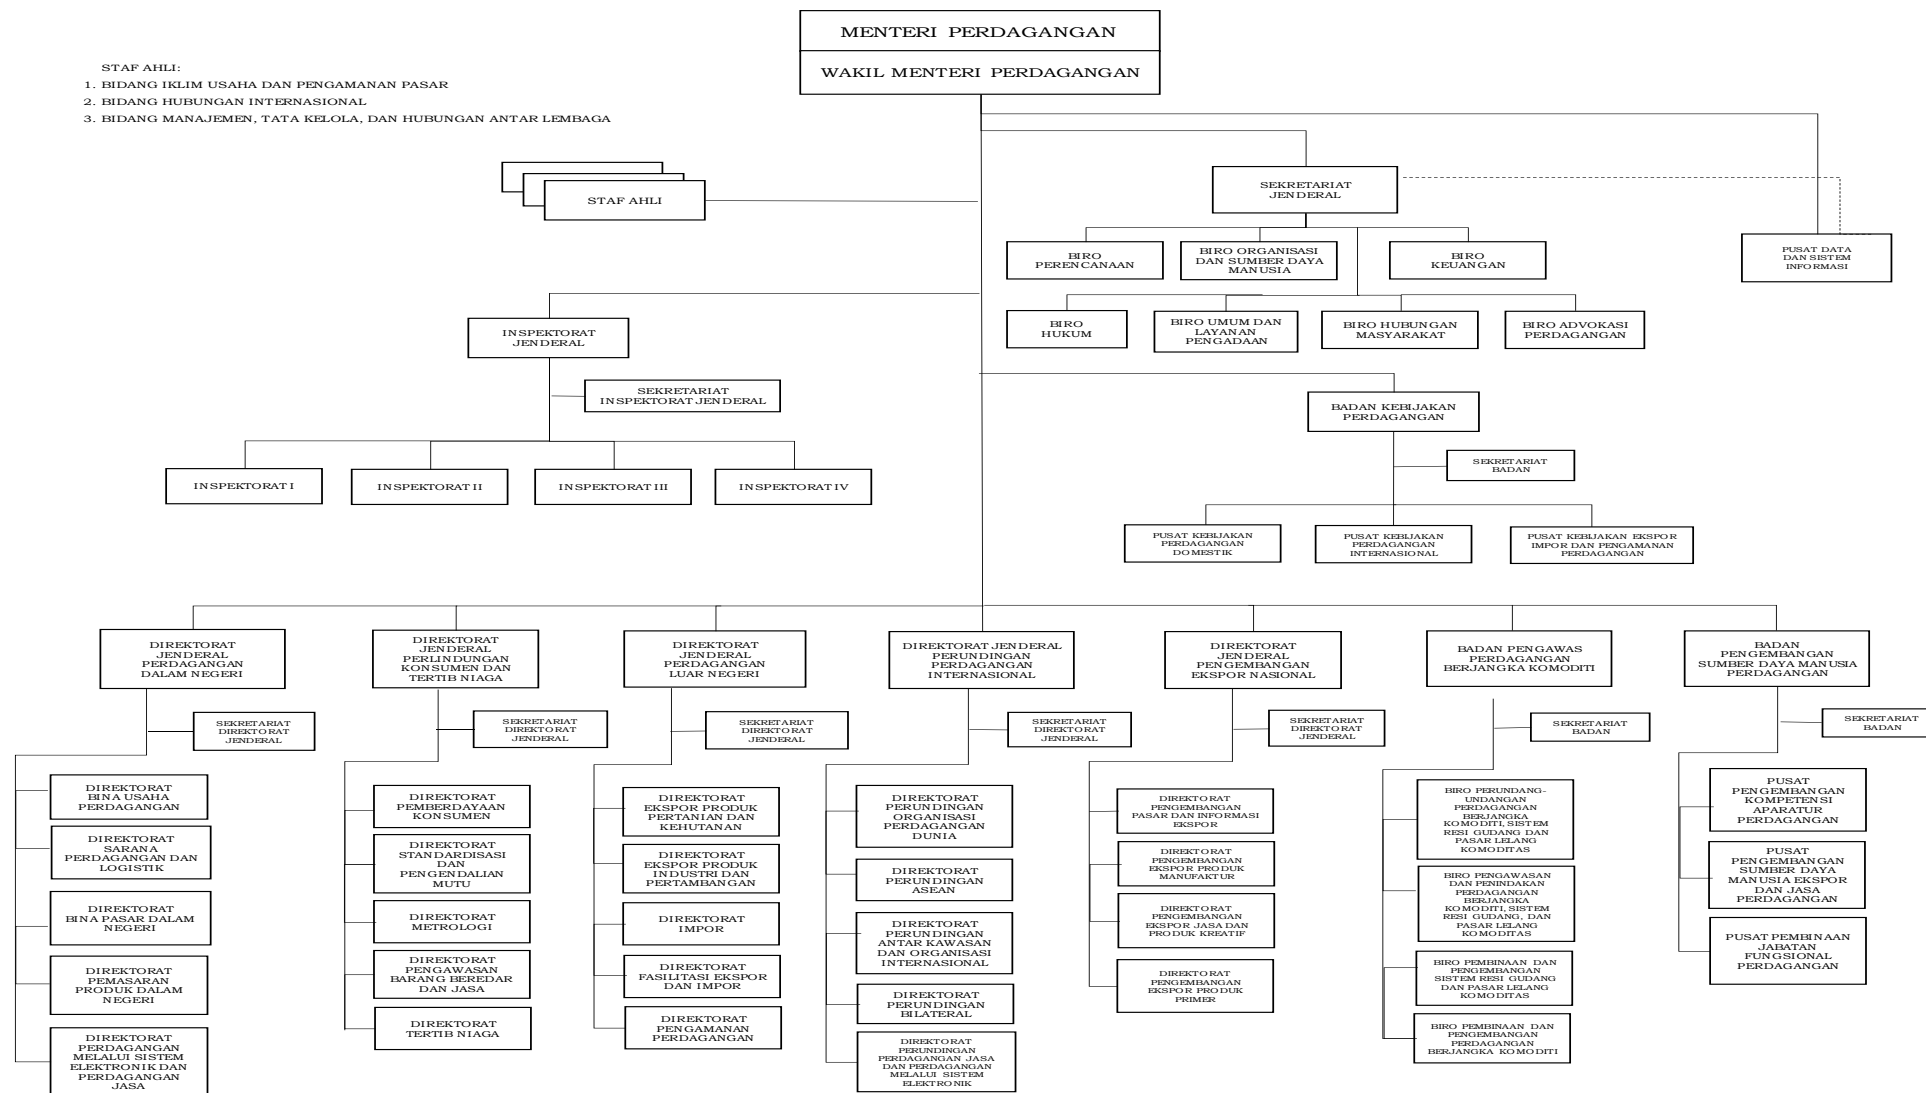 MENTERI PERDAGANGAN
WAKIL MENTERI PERDAGANGAN
STAF AHLI:
1. BIDANG IKLIM USAHA DAN PENGAMANAN PASAR
2. BIDANG HUBUNGAN INTERNASIONAL
3. BIDANG MANAJEMEN, TATA KELOLA, DAN HUBUNGAN ANTAR LEMBAGA
STAF AHLI
SEKRETARIAT
JENDERAL
BIRO
PERENCANAAN
BIRO ORGANISASI
DAN SUMBER DAYA
MANUSIA
BIRO
KEUANGAN
PUSAT DATA
DAN SISTEM
INFORMASI
BIRO
HUKUM
BIRO UMUM DAN
LAYANAN
PENGADAAN
BIRO HUBUNGAN
MASYARAKAT
BIRO ADVOKASI
PERDAGANGAN
INSPEKTORAT
JENDERAL
SEKRETARIAT
INSPEKTORAT JENDERAL
INSPEKTORAT I
INSPEKTORAT II
INSPEKTORAT III
INSPEKTORAT IV
BADAN KEBIJAKAN
PERDAGANGAN
SEKRETARIAT
BADAN
PUSAT KEBIJAKAN
PERDAGANGAN
DOMESTIK
PUSAT KEBIJAKAN
PERDAGANGAN
INTERNASIONAL
PUSAT KEBIJAKAN EKSPOR
IMPOR DAN PENGAMANAN
PERDAGANGAN
DIREKTORAT
JENDERAL
PERDAGANGAN
DALAM NEGERI
SEKRETARIAT
DIREKTORAT
JENDERAL
DIREKTORAT
BINA USAHA
PERDAGANGAN
DIREKTORAT
SARANA
PERDAGANGAN DAN
LOGISTIK
DIREKTORAT
BINA PASAR DALAM
NEGERI
DIREKTORAT
PEMASARAN
PRODUK DALAM
NEGERI
DIREKTORAT
PERDAGANGAN
MELALUI SISTEM
ELEKTRONIK DAN
PERDAGANGAN
JASA
DIREKTORAT
JENDERAL
PERLINDUNGAN
KONSUMEN DAN
TERTIB NIAGA
SEKRETARIAT
DIREKTORAT
JENDERAL
DIREKTORAT
PEMBERDAYAAN
KONSUMEN
DIREKTORAT
STANDARDISASI
DAN
PENGENDALIAN
MUTU
DIREKTORAT
METROLOGI
DIREKTORAT
PENGAWASAN
BARANG BEREDAR
DAN JASA
DIREKTORAT
TERTIB NIAGA
DIREKTORAT
JENDERAL
PERDAGANGAN
LUAR NEGERI
SEKRETARIAT
DIREKTORAT
JENDERAL
DIREKTORAT
EKSPOR PRODUK
PERTANIAN DAN
KEHUTANAN
DIREKTORAT
EKSPOR PRODUK
INDUSTRI DAN
PERTAMBANGAN
DIREKTORAT
IMPOR
DIREKTORAT
FASILITASI EKSPOR
DAN IMPOR
DIREKTORAT
PENGAMANAN
PERDAGANGAN
DIREKTORAT JENDERAL
PERUNDINGAN
PERDAGANGAN
INTERNASIONAL
SEKRETARIAT
DIREKTORAT
JENDERAL
DIREKTORAT
PERUNDINGAN
ORGANISASI
PERDAGANGAN
DUNIA
DIREKTORAT
PERUNDINGAN
ASEAN
DIREKTORAT
PERUNDINGAN
ANTAR KAWASAN
DAN ORGANISASI
INTERNASIONAL
DIREKTORAT
PERUNDINGAN
BILATERAL
DIREKTORAT
PERUNDINGAN
PERDAGANGAN JASA
DAN PERDAGANGAN
MELALUI SISTEM
ELEKTRONIK
DIREKTORAT
JENDERAL
PENGEMBANGAN
EKSPOR NASIONAL
SEKRETARIAT
DIREKTORAT
JENDERAL
DIREKTORAT
PENGEMBANGAN
PASAR DAN INFORMASI
EKSPOR
DIREKTORAT
PENGEMBANGAN
EKSPOR PRODUK
MANUFAKTUR
DIREKTORAT
PENGEMBANGAN
EKSPOR JASA DAN
PRODUK KREATIF
DIREKTORAT
PENGEMBANGAN
EKSPOR PRODUK
PRIMER
BADAN PENGAWAS
PERDAGANGAN
BERJANGKA KOMODITI
SEKRETARIAT
BADAN
BIRO PERUNDANG-
UNDANGAN
PERDAGANGAN
BERJANGKA
KOMODITI, SISTEM
RESI GUDANG DAN
PASAR LELANG
KOMODITAS
BIRO PENGAWASAN
DAN PENINDAKAN
PERDAGANGAN
BERJANGKA
KOMODITI, SISTEM
RESI GUDANG, DAN
PASAR LELANG
KOMODITAS
BIRO PEMBINAAN DAN
PENGEMBANGAN
SISTEM RESI GUDANG
DAN PASAR LELANG
KOMODITAS
BIRO PEMBINAAN DAN
PENGEMBANGAN
PERDAGANGAN
BERJANGKA KOMODITI
BADAN
PENGEMBANGAN
SUMBER DAYA MANUSIA
PERDAGANGAN
SEKRETARIAT
BADAN
PUSAT
PENGEMBANGAN
KOMPETENSI
APARATUR
PERDAGANGAN
PUSAT
PENGEMBANGAN
SUMBER DAYA
MANUSIA EKSPOR
DAN JASA
PERDAGANGAN
PUSAT PEMBINAAN
JABATAN
FUNGSIONAL
PERDAGANGAN